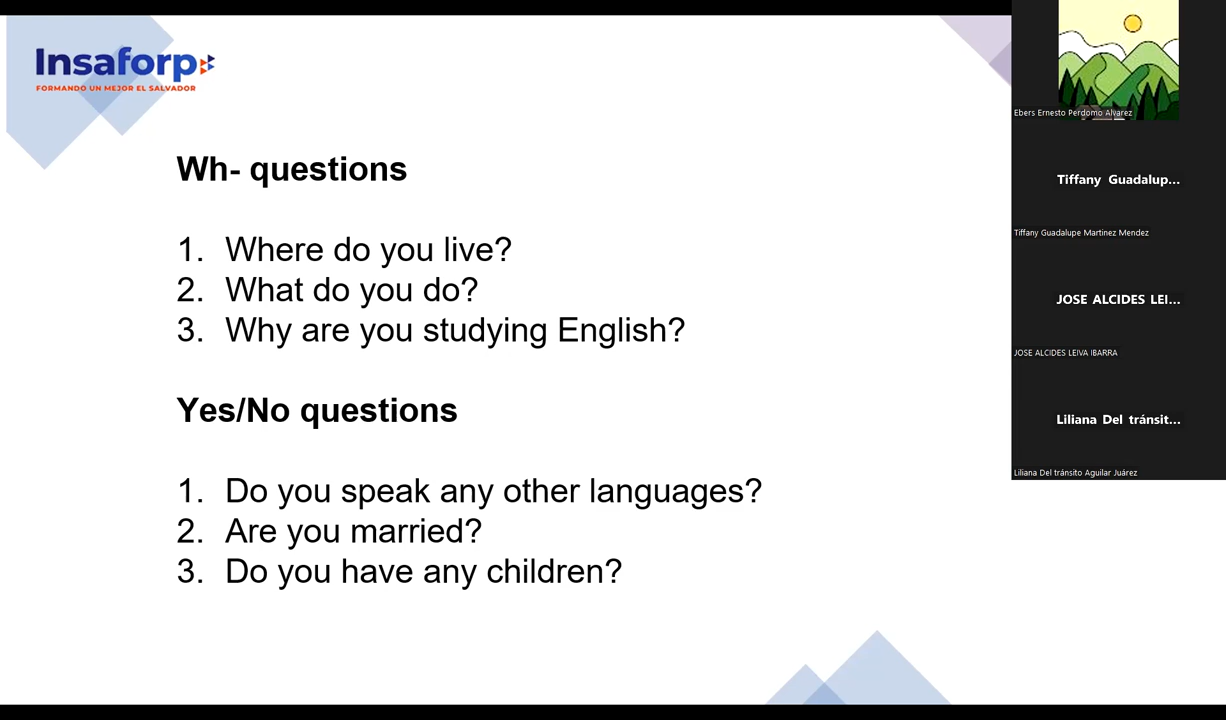 Insaforp
FORMANDO UN MEJOR EL SALVADOR
Wh- questions
1. Where do you live?
2. What do you do?
3. Why are you studying English?
Yes/No questions
1. Do you speak any other languages?
2. Are you married?
3. Do you have any children?
Ebers Ernesto Perdomo Alvarez
Tiffany Guadalup...
Tiffany Guadalupe Martinez Mendez
JOSE ALCIDES LEI...
JOSE ALCIDES LEIVA IBARRA
Liliana Del tránsit...
Liliana Del tránsito Aguilar Juárez